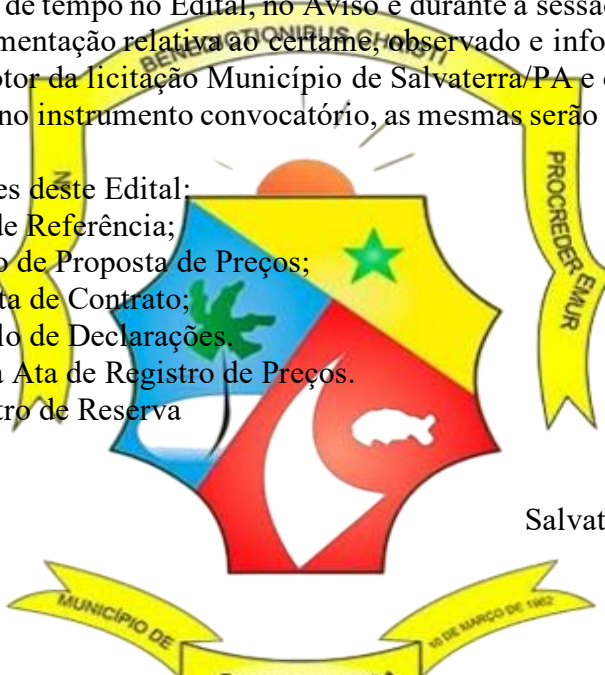 de tempo no Edital, no Aviso e durante a sessão
mentação relativa ao certame, observado e info
otor da licitação Município de Salvaterra/PA e
no instrumento convocatório, as mesmas serão
es deste Edital:
de Referência;
o de Proposta de Preços;
ta de Contrato;
lo de Declarações.
a Ata de Registro de Preços.
tro de Reserva
Salvat
BENEDICTIONIBUS CHRISTI
PROCREDER EMUR
MUNICÍPIO DE
10 DE MARÇO DE 1962